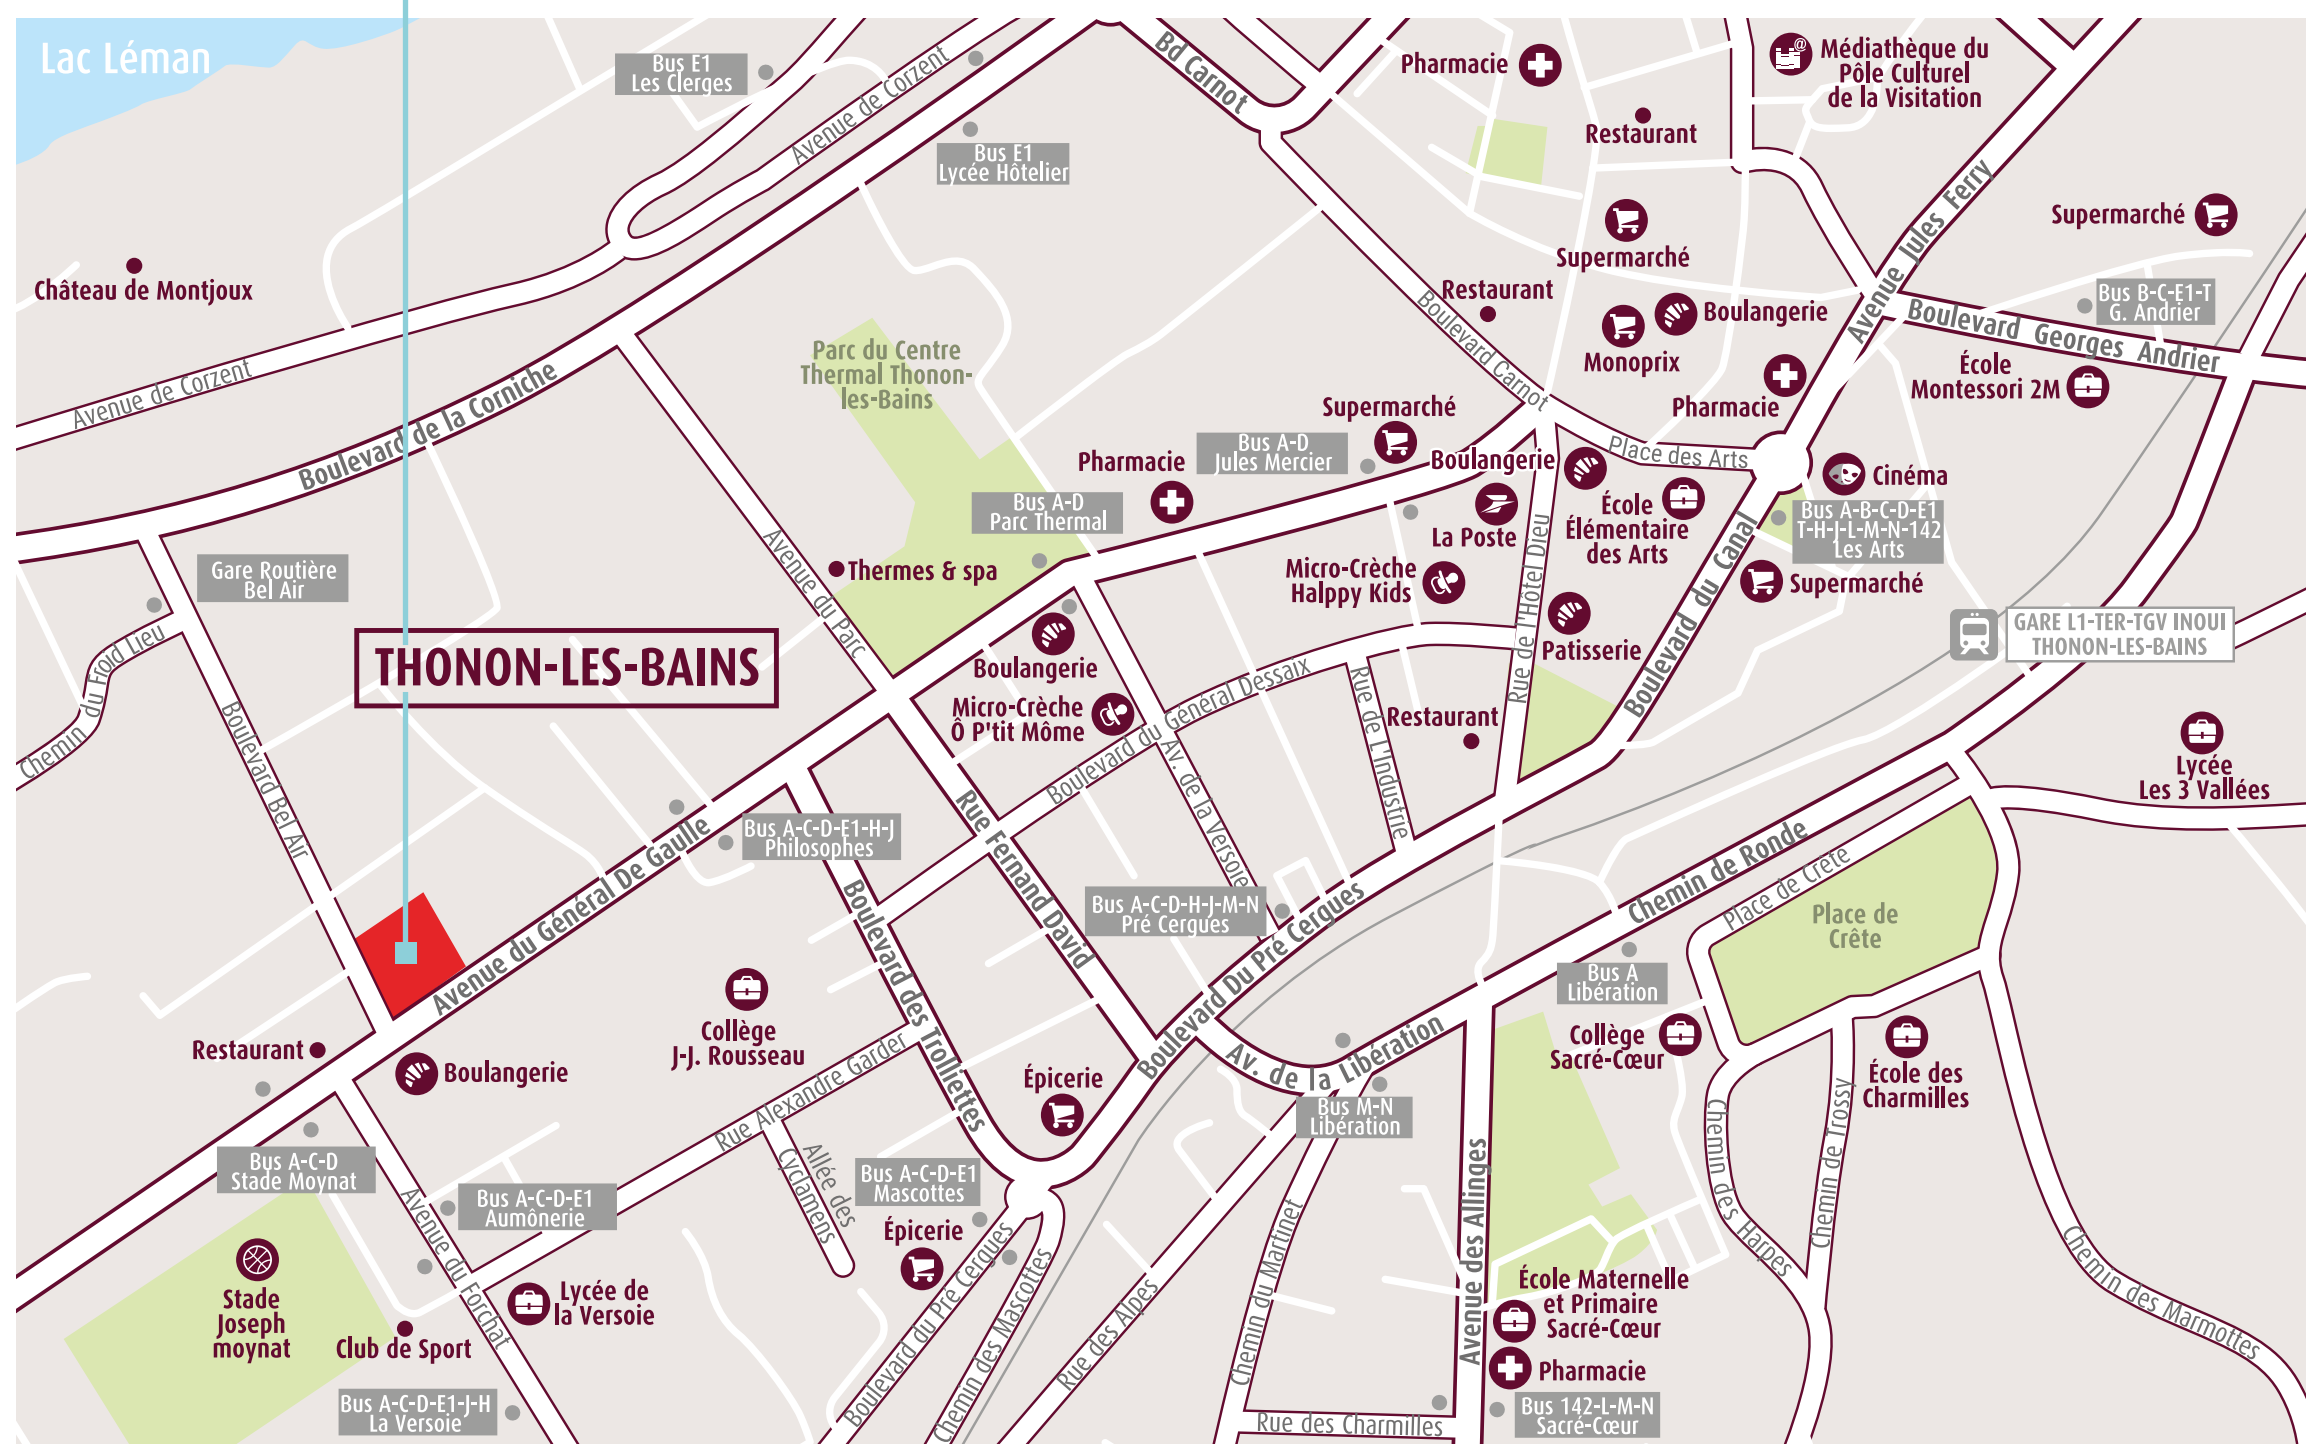 Lac Léman
Bus E1
Les Clerges
Avenue de Corzent
Bus E1
Lycée Hôtelier
Bd Carnot
Pharmacie
Restaurant
@
Médiathèque du
Pôle Culturel
de la Visitation
Avenue Jules Ferry
Supermarché
Supermarché
Château de Montjoux
Restaurant
Boulevard Carnot
Monoprix
Boulangerie
Bus B-C-E1-T
G. Andrier
Boulevard Georges Andrier
École
Montessori 2M
Pharmacie
Avenue de Corzent
Boulevard de la Corniche
Parc du Centre
Thermal Thonon-
les-Bains
Supermarché
Bus A-D
Jules Mercier
Pharmacie
Boulangerie
Place des Arts
Cinéma
Bus A-D
Parc Thermal
La Poste
École
Élémentaire
des Arts
Bus A-B-C-D-E1
T-H-J-L-M-N-142
Les Arts
Gare Routière
Bel Air
Avenue du Parc
Thermes & spa
Micro-Crèche
Halppy Kids
Rue de l'Hôtel Dieu
Boulevard du Canal
Supermarché
Chemin du Froid Lieu
THONON-LES-BAINS
Boulangerie
Patisserie
GARE L1-TER-TGV INOUI
THONON-LES-BAINS
Boulevard Bel Air
Micro-Crèche
Ô P'tit Môme
Boulevard du Général Dessaix
Av. de la Versoie
Rue de L'Industrie
Restaurant
Lycée
Les 3 Vallées
Rue Fernand David
Bus A-C-D-E1-H-J
Philosophes
Avenue du Général De Gaulle
Boulevard des Trolliettes
Bus A-C-D-H-J-M-N
Pré Cergues
Boulevard Du Pré Cergues
Chemin de Ronde
Place de Crête
Place de
Crête
Bus A
Libération
Collège
J-J. Rousseau
Restaurant
Boulangerie
Rue Alexandre Garder
Épicerie
Av. de la Libération
Collège
Sacré-Cœur
École des
Charmilles
Bus M-N
Libération
Bus A-C-D
Stade Moynat
Allée des
Cyclamens
Bus A-C-D-E1
Mascottes
Bus A-C-D-E1
Aumônerie
Avenue du Forchat
Épicerie
Avenue des Allinges
Chemin des Harpes
Chemin de Trossy
Chemin des Marmottes
Stade
Joseph
moynat
Club de Sport
Lycée de
la Versoie
Boulevard du Pré Cergues
Chemin des Mascottes
Rue des Alpes
Chemin du Martinet
École Maternelle
et Primaire
Sacré-Cœur
Pharmacie
Bus A-C-D-E1-J-H
La Versoie
Rue des Charmilles
Bus 142-L-M-N
Sacré-Cœur